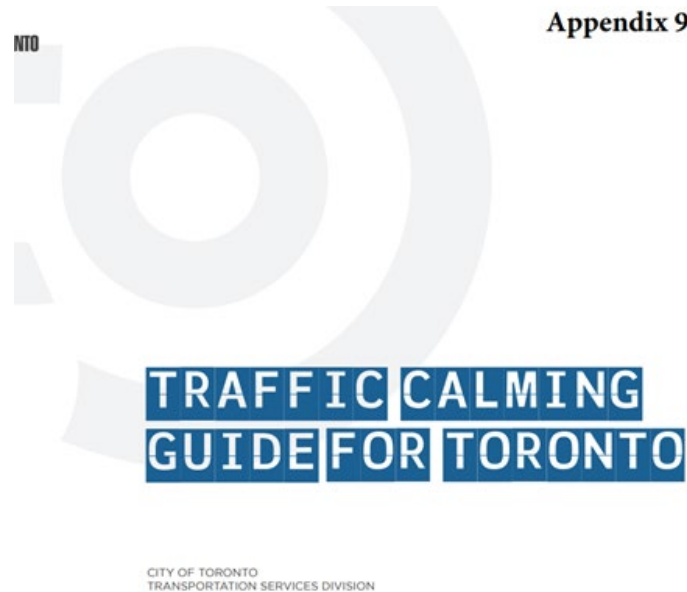 Appendix 9
NTO
TRAFFIC CALMING
GUIDE FOR TORONTO
CITY OF TORONTO
TRANSPORTATION SERVICES DIVISION